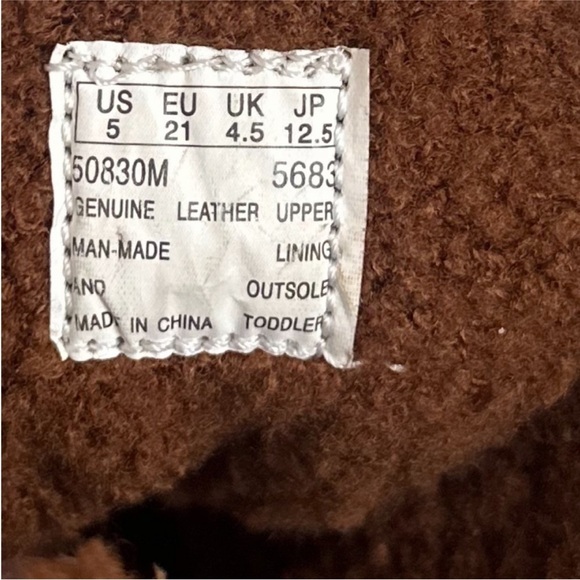 US EU UK JP
5 21 4.5 12.5
50830M 5683
GENUINE LEATHER UPPER
MAN-MADE LINING
AND OUTSOLE
MADE IN CHINA TODDLER